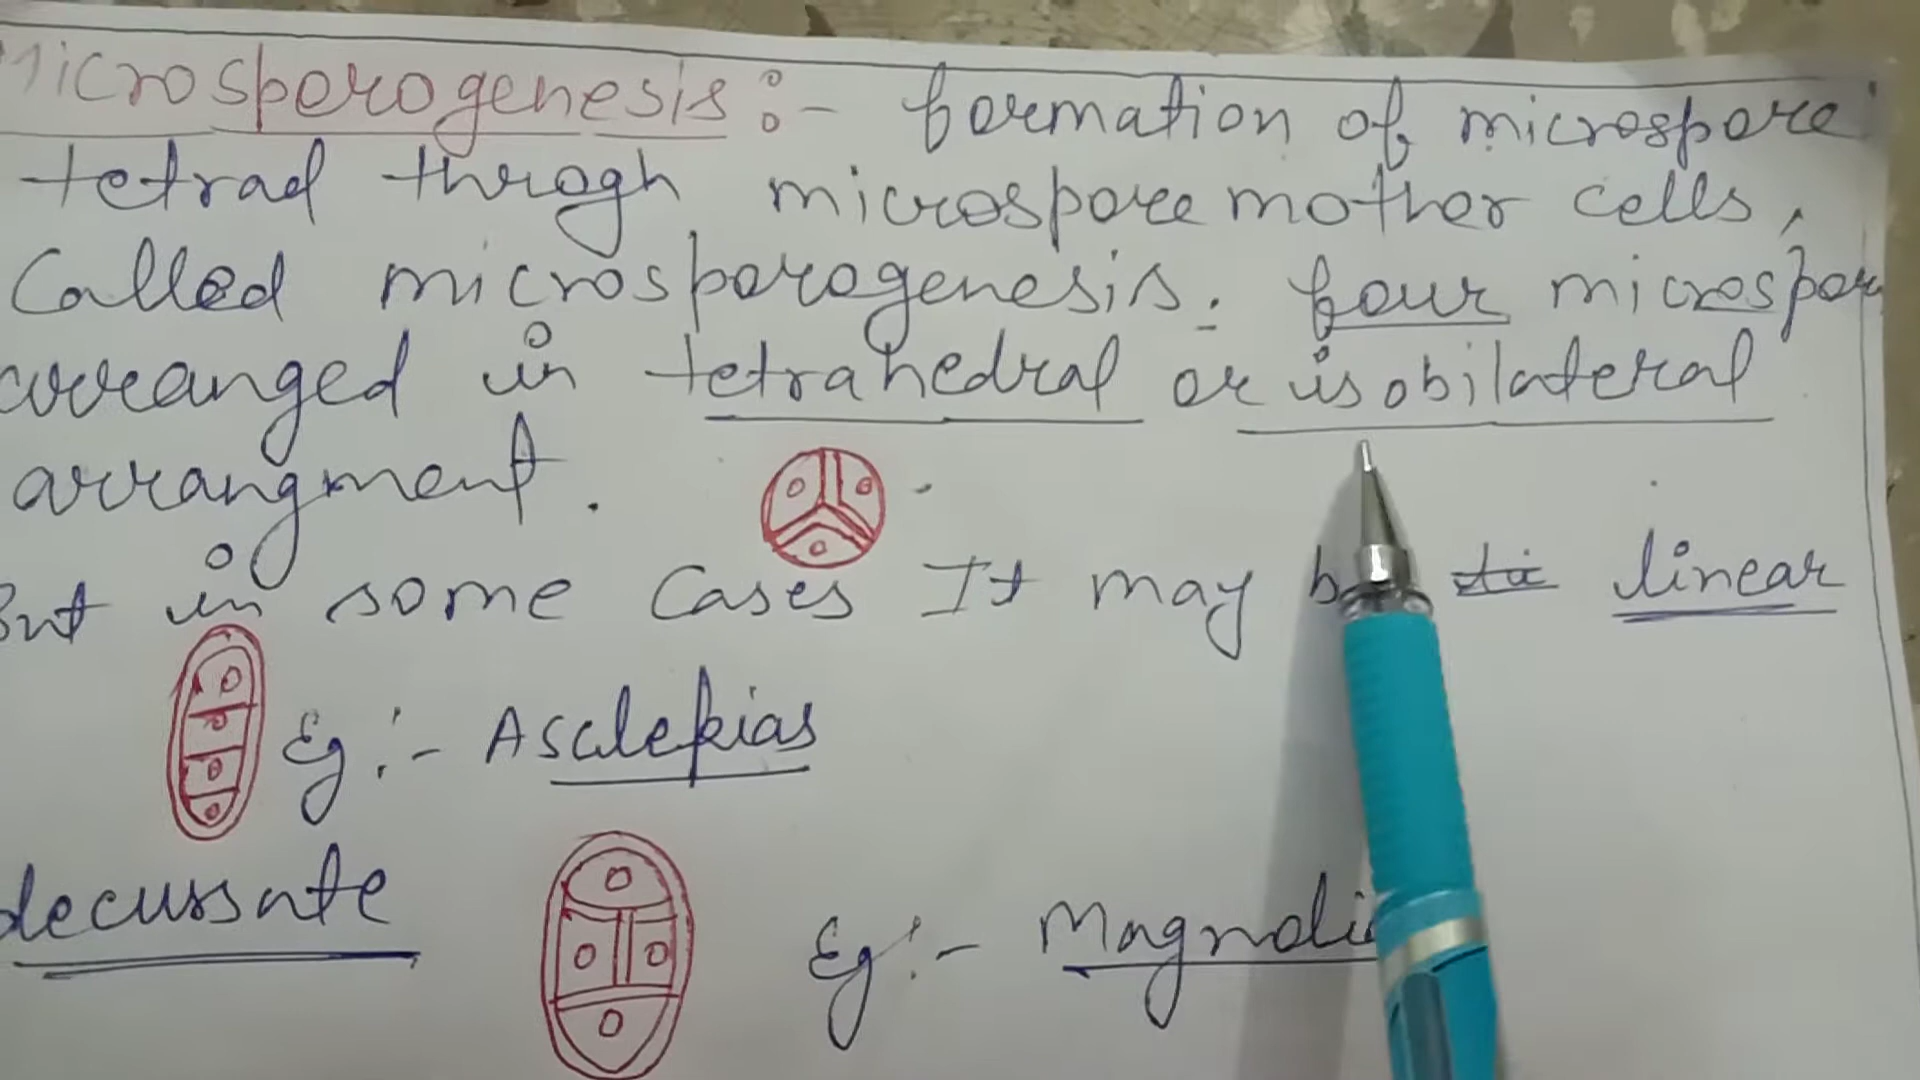 Microsporogenesis :- formation of microspore
tetrad throgh microspore mother cells,
Called microsporogenesis. four microspor
arranged in tetrahedral or isobilateral
arrangment.
But in some Cases It may b linear
Eg :- Asclepias
decussate Eg :- Magnoli